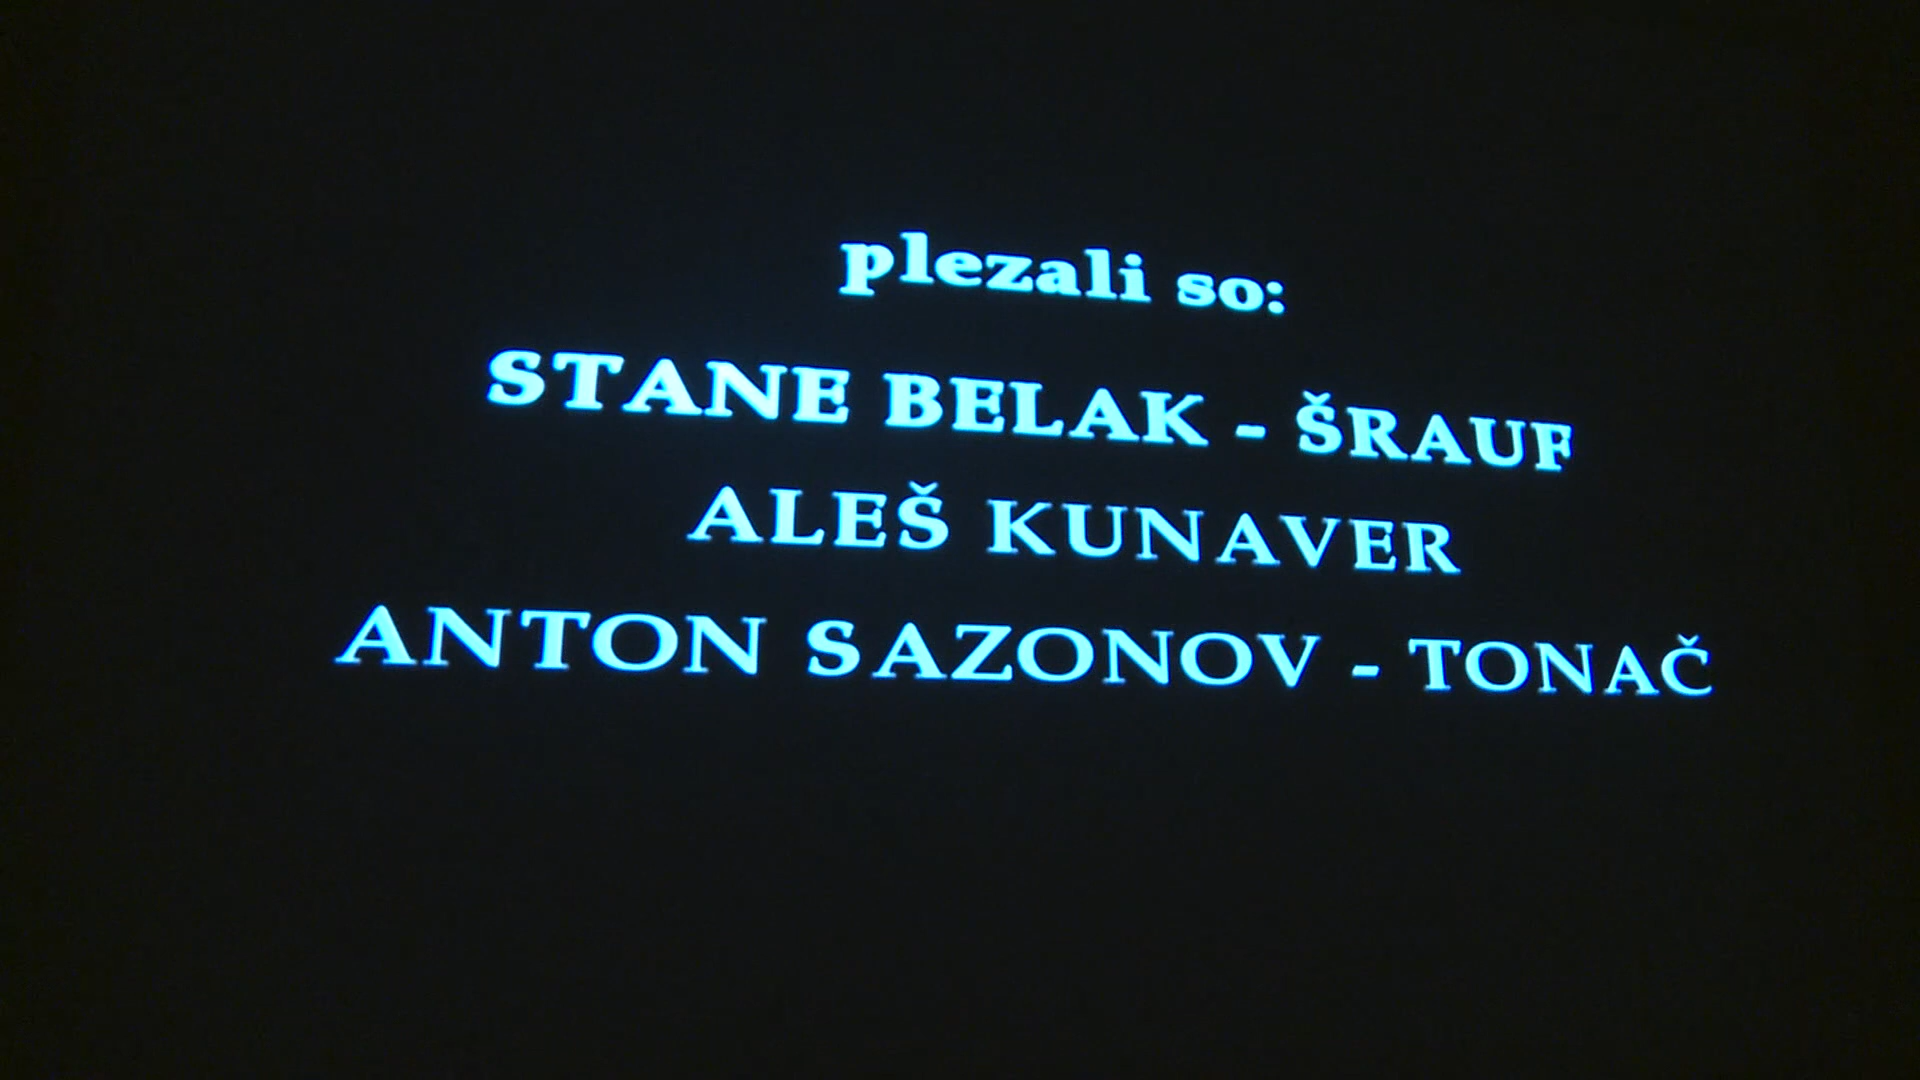 plezali so:
STANE BELAK - ŠRAUF
ALEŠ KUNAVER
ANTON SAZONOV - TONAČ